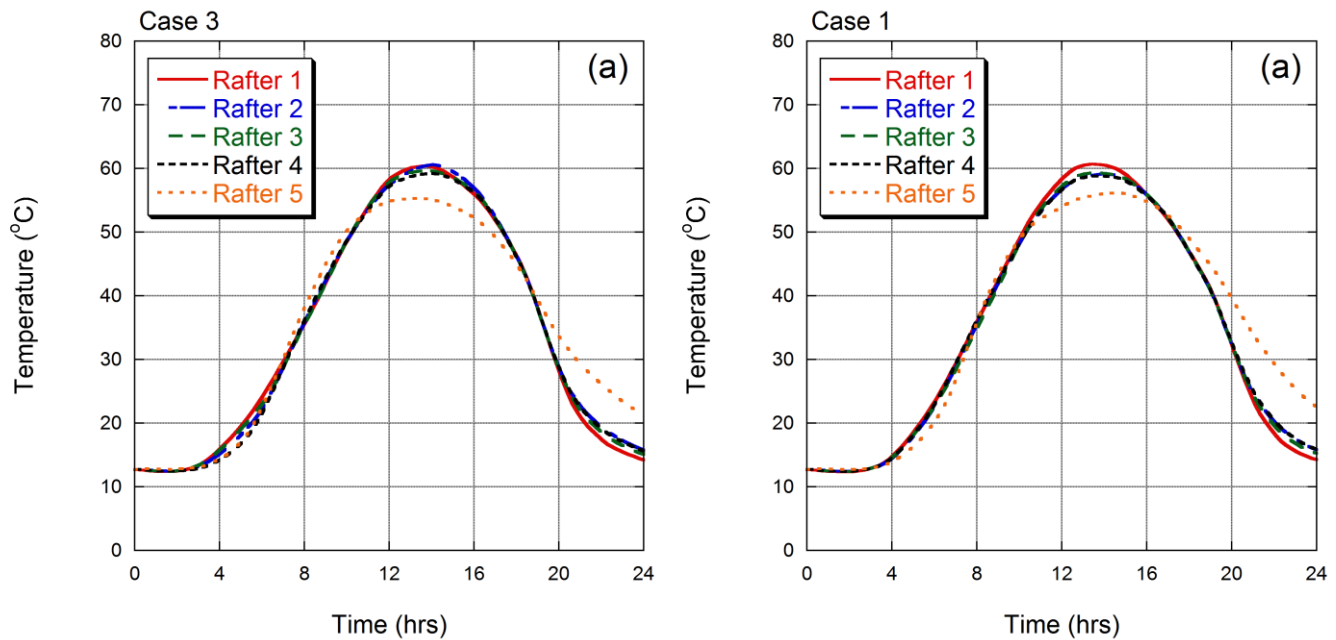 Case 3
(a)
Rafter 1
Rafter 2
Rafter 3
Rafter 4
Rafter 5
80
70
60
50
40
30
20
10
0
0 4 8 12 16 20 24
Temperature (°C)
Time (hrs)
Case 1
(a)
Rafter 1
Rafter 2
Rafter 3
Rafter 4
Rafter 5
80
70
60
50
40
30
20
10
0
0 4 8 12 16 20 24
Temperature (°C)
Time (hrs)